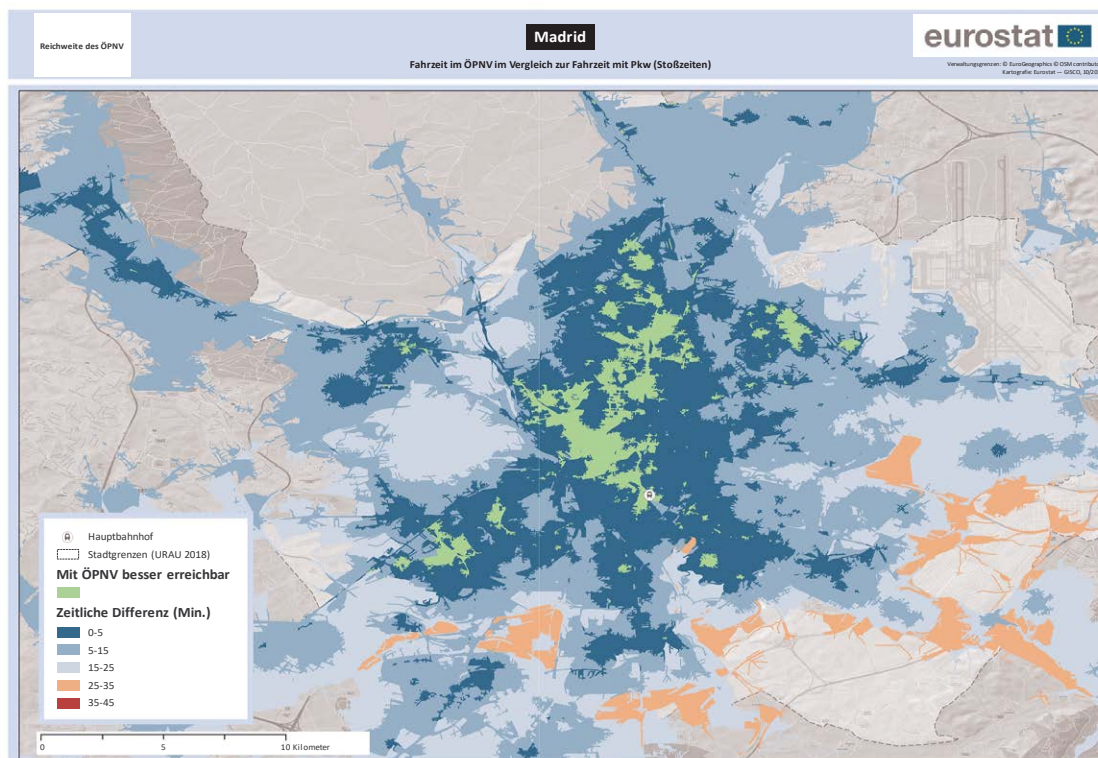 Reichweite des ÖPNV
Madrid
Fahrzeit im ÖPNV im Vergleich zur Fahrzeit mit Pkw (Stoßzeiten)
eurostat
Verwaltungsgrenzen: © EuroGeographics © OSM contribut
Kartografie: Eurostat — GISCO, 10/20
Hauptbahnhof
Stadtgrenzen (URAU 2018)
Mit ÖPNV besser erreichbar
Zeitliche Differenz (Min.)
0-5
5-15
15-25
25-35
35-45
0 5 10 Kilometer